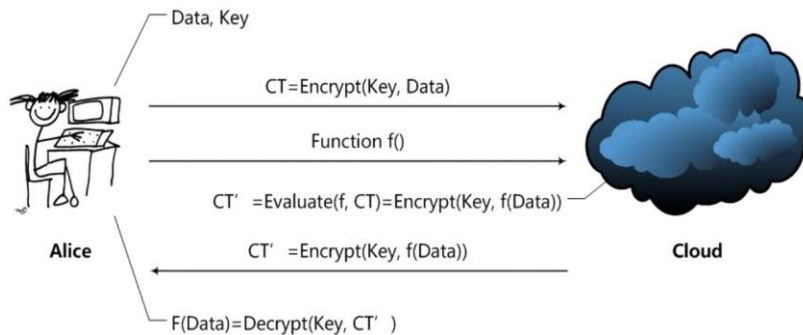 Data, Key
CT=Encrypt(Key, Data)
Function f()
CT’ =Evaluate(f, CT)=Encrypt(Key, f(Data))
Alice
CT’ =Encrypt(Key, f(Data))
Cloud
F(Data)=Decrypt(Key, CT’ )